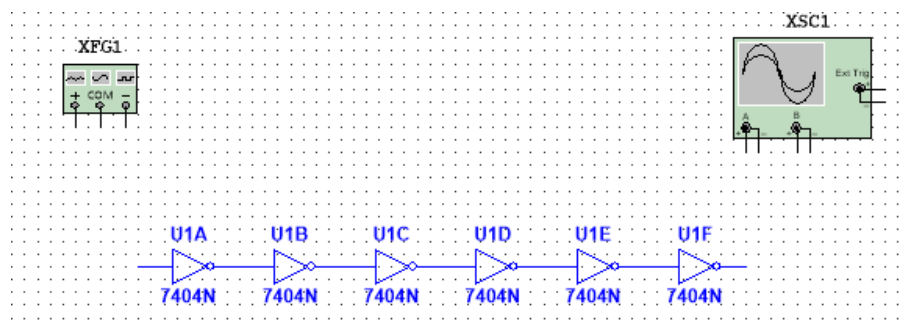 XSC1
XFG1
Ext Trig
+
+ COM −
−
A B
+ − + −
U1A U1B U1C U1D U1E U1F
7404N 7404N 7404N 7404N 7404N 7404N